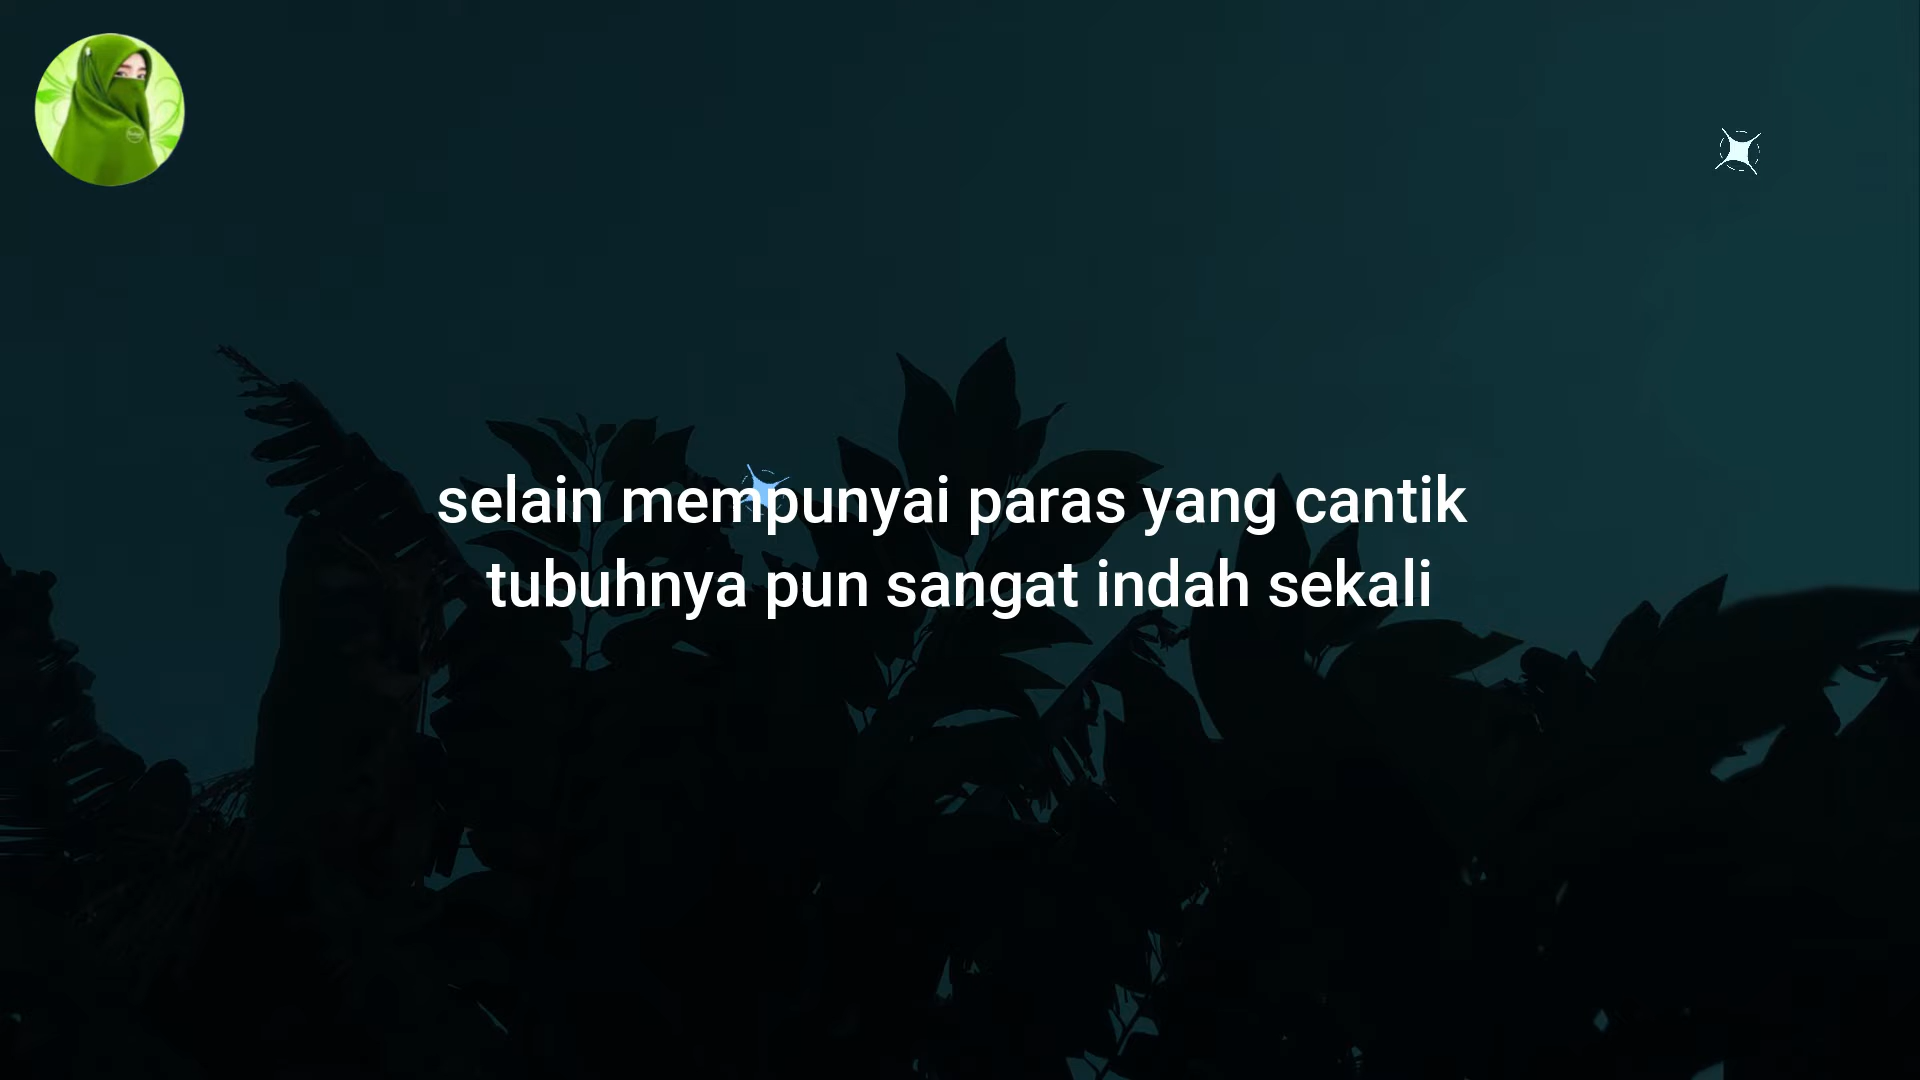 selain mempunyai paras yang cantik
tubuhnya pun sangat indah sekali